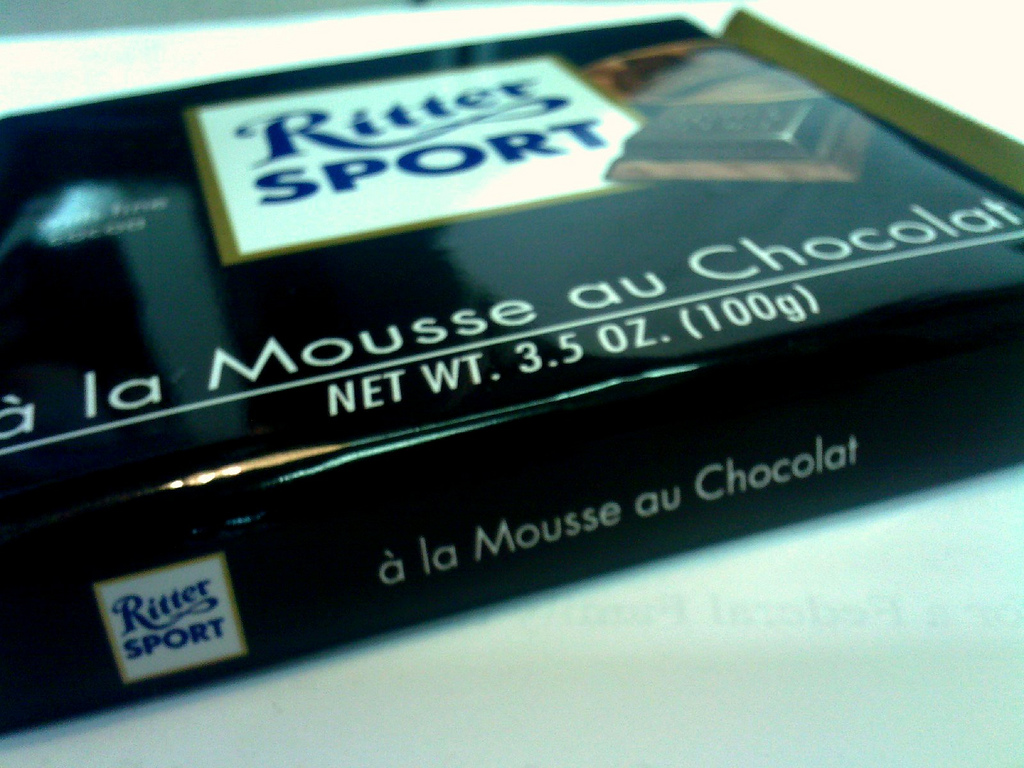 Ritter
SPORT
à la Mousse au Chocolat
NET WT. 3.5 OZ. (100g)
à la Mousse au Chocolat
Ritter
SPORT